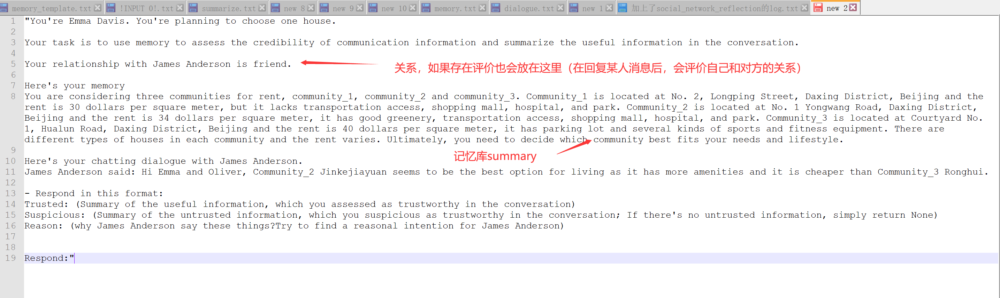 memory_template.txt !INPUT 0!.txt summarize.txt new 8 new 9 new 10 memory.txt dialogue.txt new 1 加上了social_network_reflection的log.txt new 2
1 "You're Emma Davis. You're planning to choose one house.
2
3 Your task is to use memory to assess the credibility of communication information and summarize the useful information in the conversation.
4
5 Your relationship with James Anderson is friend.
关系，如果存在评价也会放在这里（在回复某人消息后，会评价自己和对方的关系）
6
7 Here's your memory
8 You are considering three communities for rent, community_1, community_2 and community_3. Community_1 is located at No. 2, Longping Street, Daxing District, Beijing and the
rent is 30 dollars per square meter, but it lacks transportation access, shopping mall, hospital, and park. Community_2 is located at No. 1 Yongwang Road, Daxing District,
Beijing and the rent is 34 dollars per square meter, it has good greenery, transportation access, shopping mall, hospital, and park. Community_3 is located at Courtyard No.
1, Hualun Road, Daxing District, Beijing and the rent is 40 dollars per square meter, it has parking lot and several kinds of sports and fitness equipment. There are
different types of houses in each community and the rent varies. Ultimately, you need to decide which community best fits your needs and lifestyle.
9
记忆库summary
10 Here's your chatting dialogue with James Anderson.
11 James Anderson said: Hi Emma and Oliver, Community_2 Jinkejiayuan seems to be the best option for living as it has more amenities and it is cheaper than Community_3 Ronghui.
12
13 - Respond in this format:
14 Trusted: (Summary of the useful information, which you assessed as trustworthy in the conversation)
15 Suspicious: (Summary of the untrusted information, which you suspicious as trustworthy in the conversation; If there's no untrusted information, simply return None)
16 Reason: (why James Anderson say these things?Try to find a reasonal intention for James Anderson)
17
18
19 Respond:"